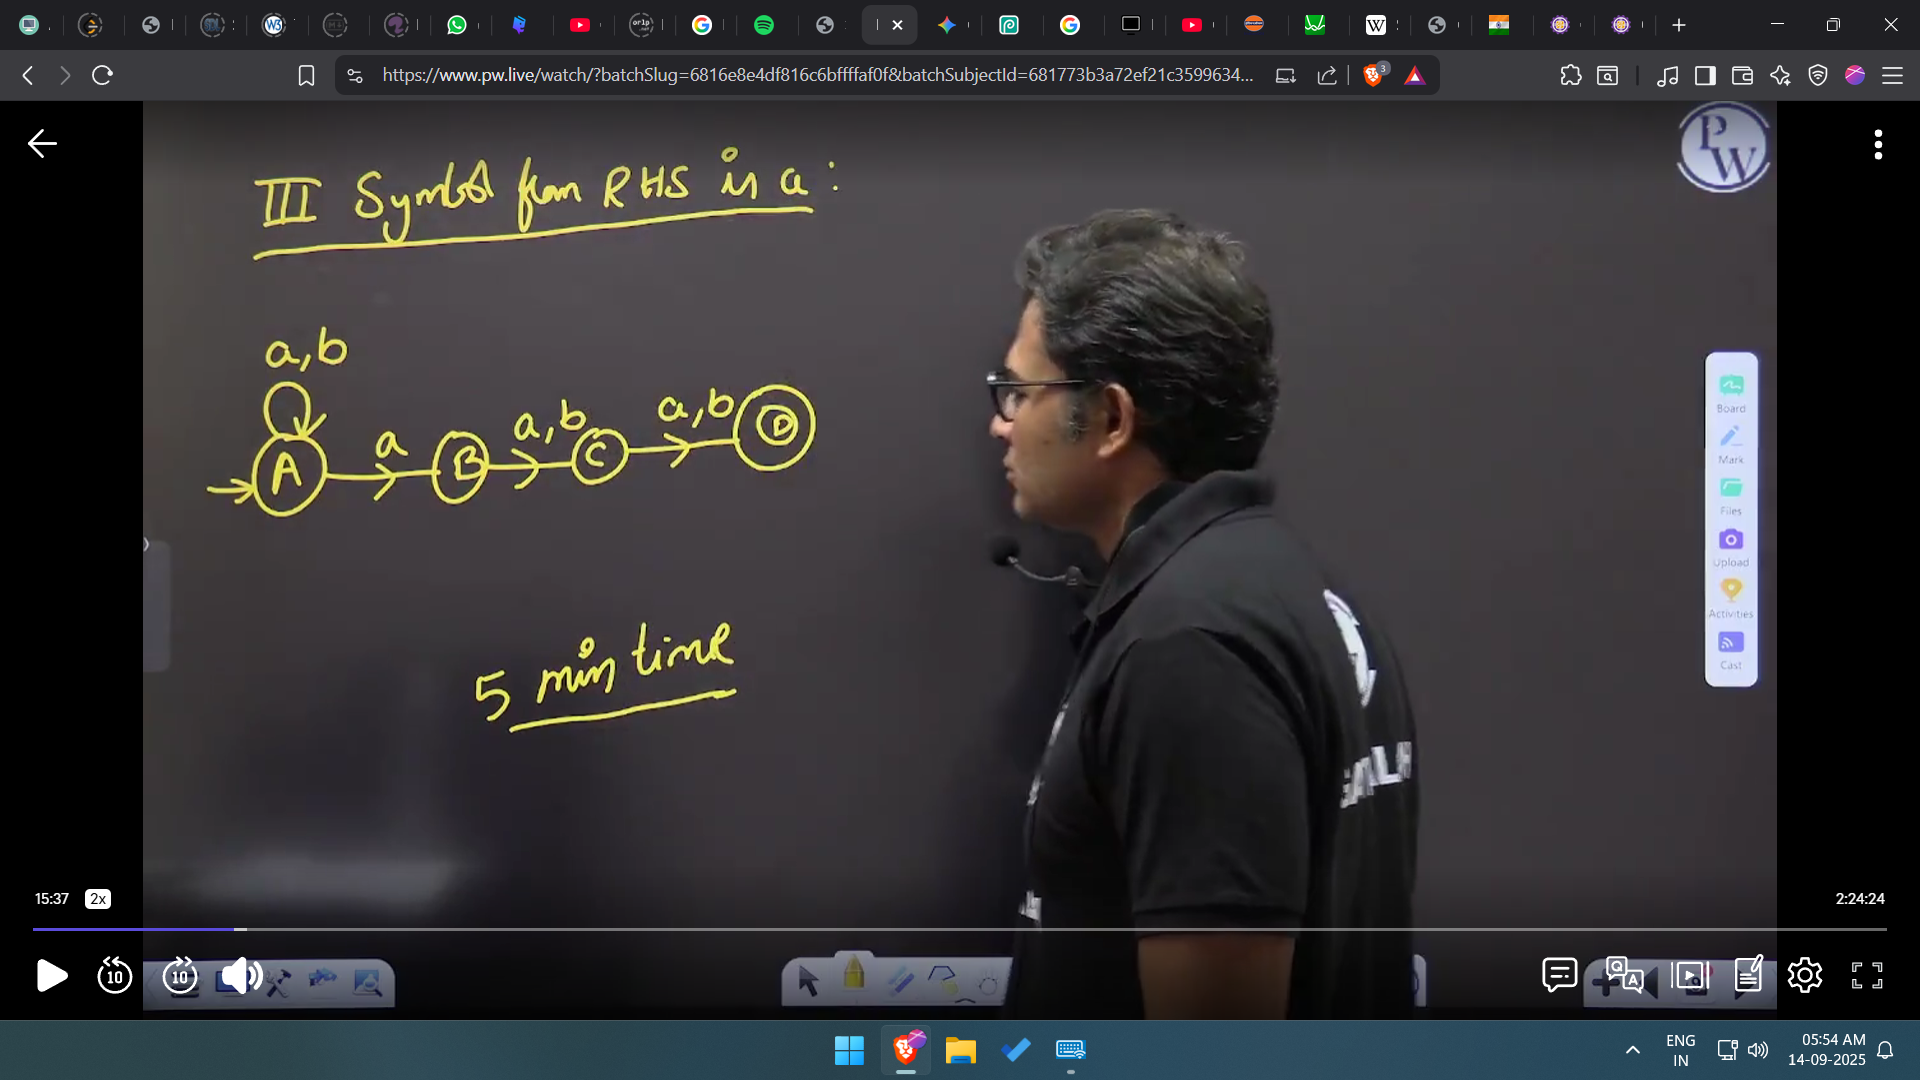 https://www.pw.live/watch/?batchSlug=6816e8e4df816c6bffffaf0f&batchSubjectId=681773b3a72ef21c3599634...
3
PW
III Symbol from RHS is a :
a,b
a
a,b
a,b
A
B
C
D
5 min time
Board
Mark
Files
Upload
Activities
Cast
15:37
2x
2:24:24
10
10
ENG
IN
05:54 AM
14-09-2025